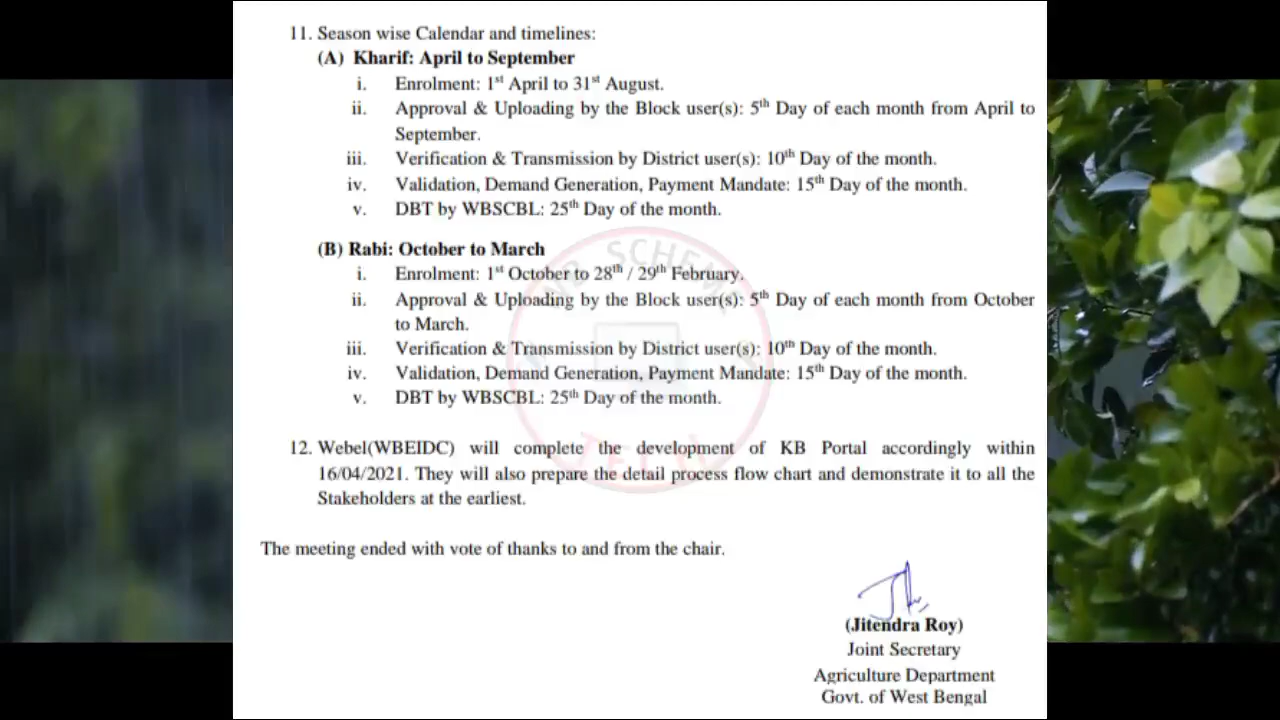 11. Season wise Calendar and timelines:
(A) Kharif: April to September
i. Enrolment: 1st April to 31st August.
ii. Approval & Uploading by the Block user(s): 5th Day of each month from April to
September.
iii. Verification & Transmission by District user(s): 10th Day of the month.
iv. Validation, Demand Generation, Payment Mandate: 15th Day of the month.
v. DBT by WBSCBL: 25th Day of the month.
(B) Rabi: October to March
i. Enrolment: 1st October to 28th / 29th February.
ii. Approval & Uploading by the Block user(s): 5th Day of each month from October
to March.
iii. Verification & Transmission by District user(s): 10th Day of the month.
iv. Validation, Demand Generation, Payment Mandate: 15th Day of the month.
v. DBT by WBSCBL: 25th Day of the month.
12. Webel(WBEIDC) will complete the development of KB Portal accordingly within
16/04/2021. They will also prepare the detail process flow chart and demonstrate it to all the
Stakeholders at the earliest.
The meeting ended with vote of thanks to and from the chair.
(Jitendra Roy)
Joint Secretary
Agriculture Department
Govt. of West Bengal